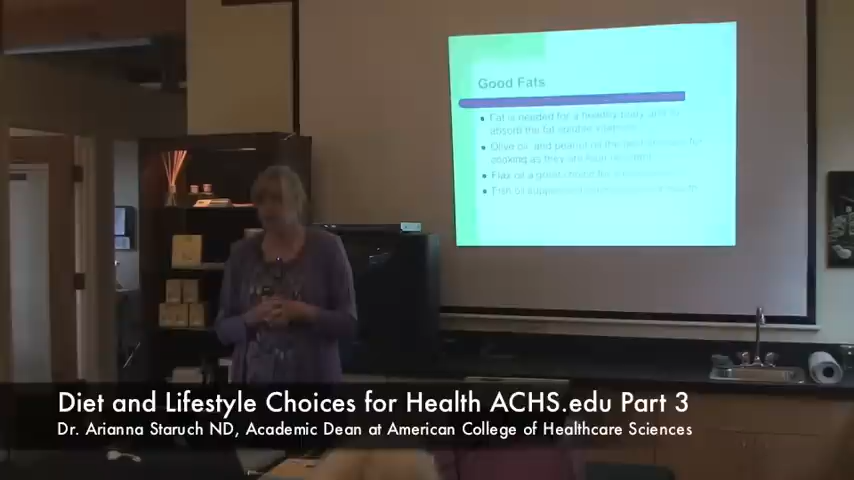 Good Fats
Fat is needed for a healthy body and to
absorb the fat soluble vitamins
Olive oil and peanut oil the best choices for
cooking as they are
Flax oil a good choice for
Fish oil
Diet and Lifestyle Choices for Health ACHS.edu Part 3
Dr. Arianna Staruch ND, Academic Dean at American College of Healthcare Sciences